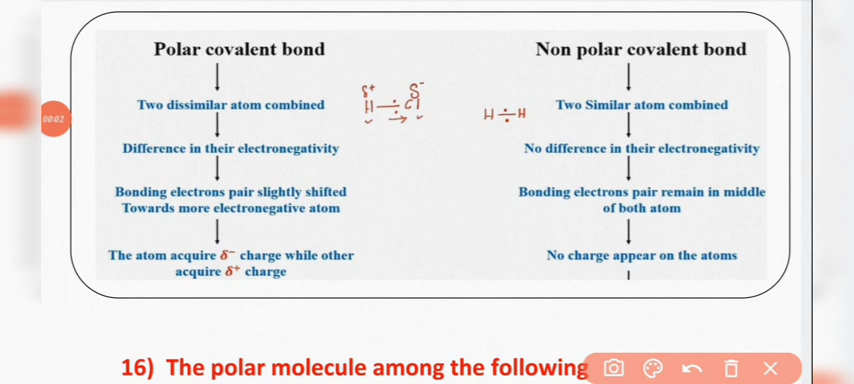 Polar covalent bond
Two dissimilar atom combined
Difference in their electronegativity
Bonding electrons pair slightly shifted
Towards more electronegative atom
The atom acquire δ⁻ charge while other
acquire δ⁺ charge
δ⁺ δ⁻
H Cl
H H
Non polar covalent bond
Two Similar atom combined
No difference in their electronegativity
Bonding electrons pair remain in middle
of both atom
No charge appear on the atoms
00:02
16) The polar molecule among the following